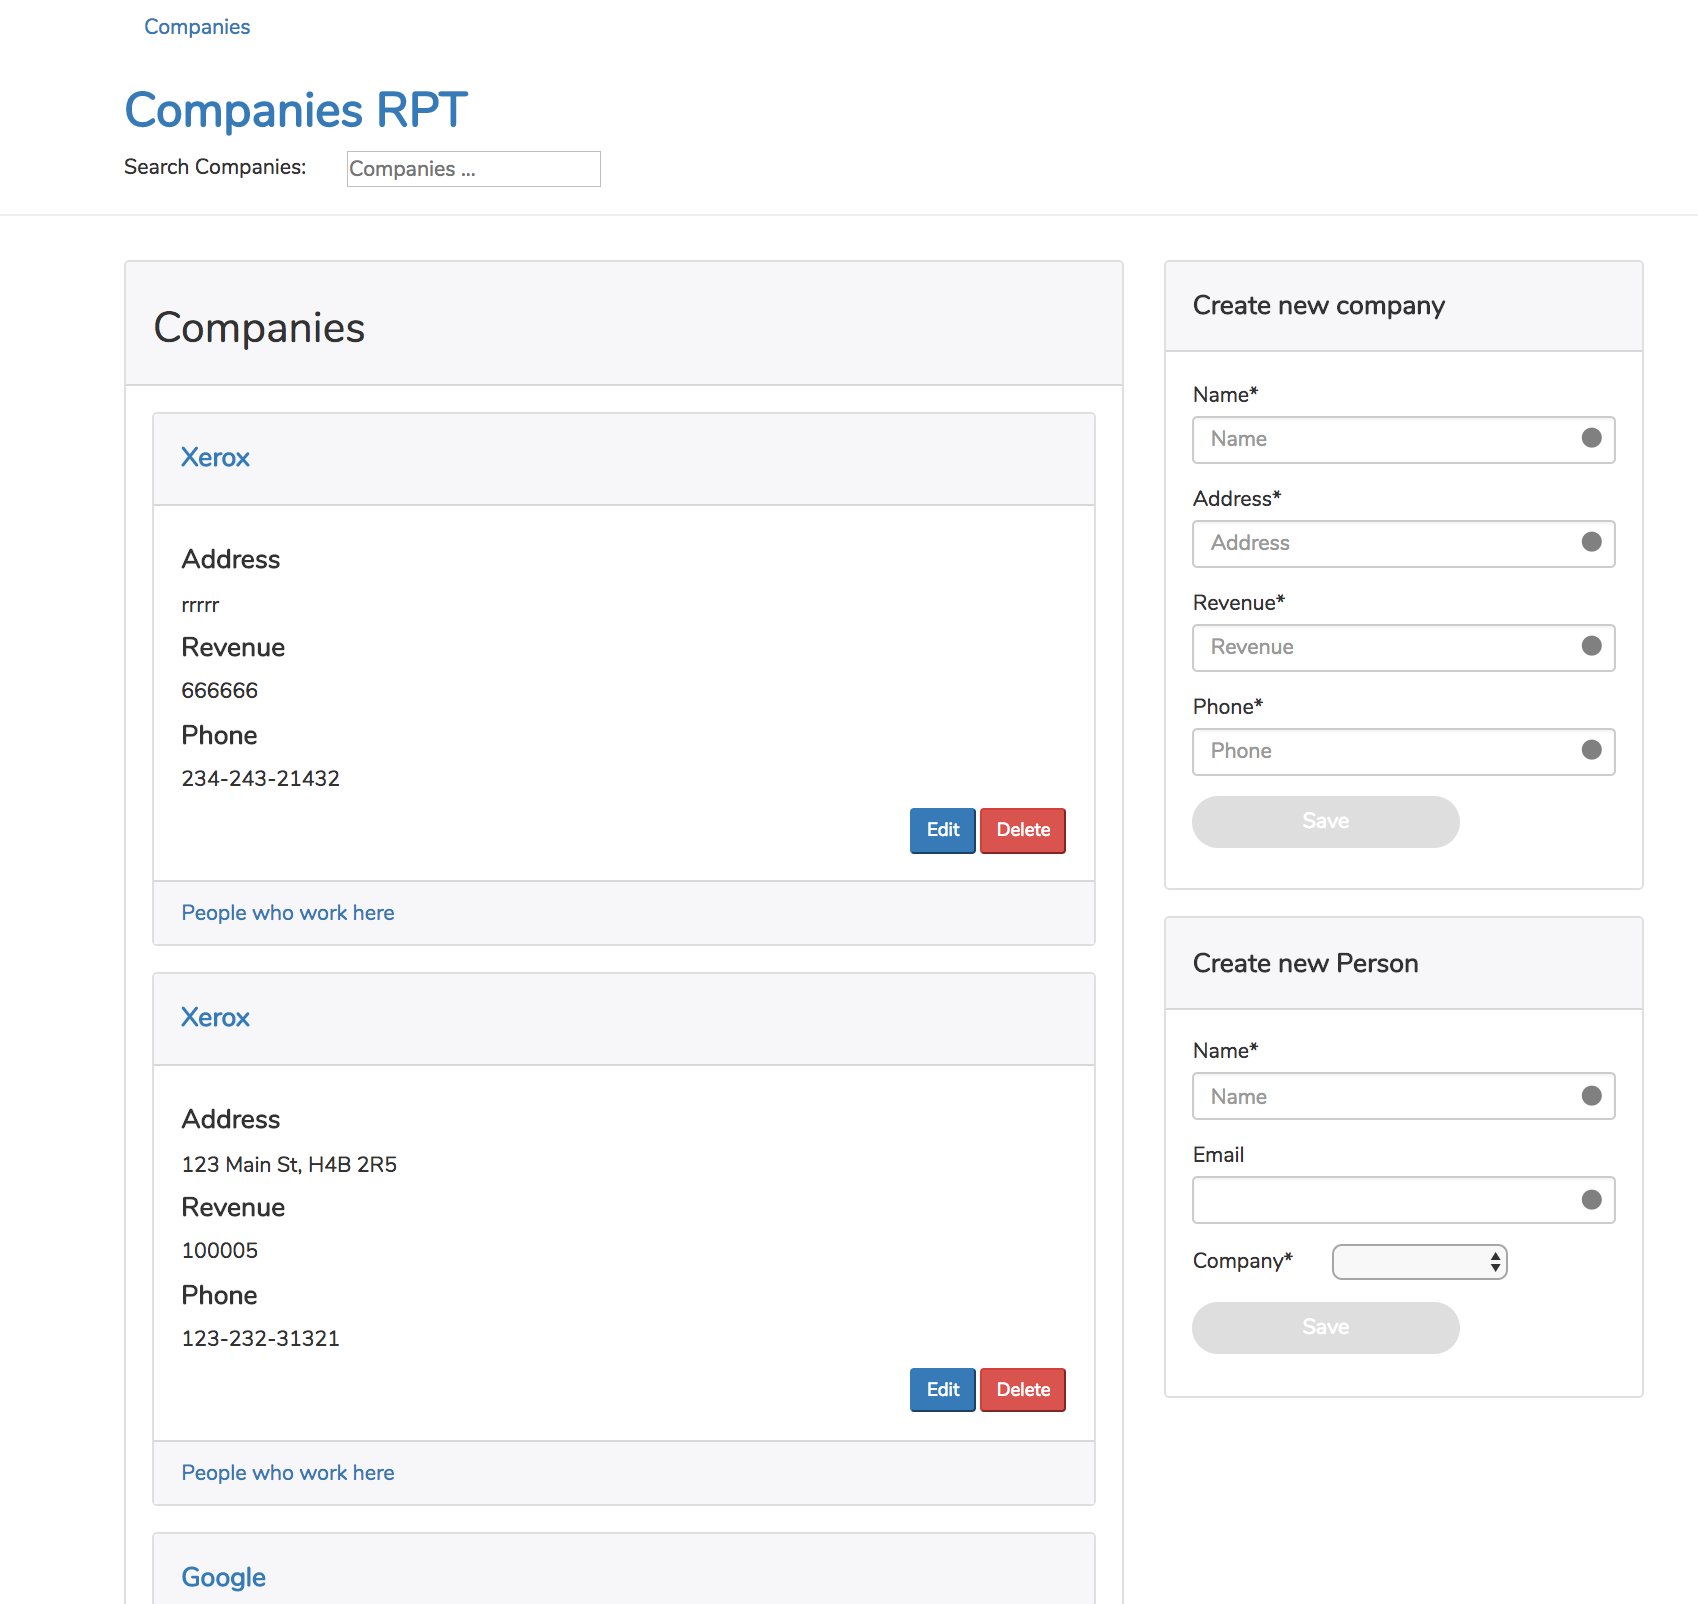 Companies
Companies RPT
Search Companies: Companies ...
Companies
Xerox
Address
rrrrr
Revenue
666666
Phone
234-243-21432
Edit Delete
People who work here
Xerox
Address
123 Main St, H4B 2R5
Revenue
100005
Phone
123-232-31321
Edit Delete
People who work here
Google
Create new company
Name*
Name
Address*
Address
Revenue*
Revenue
Phone*
Phone
Save
Create new Person
Name*
Name
Email
Company*
Save